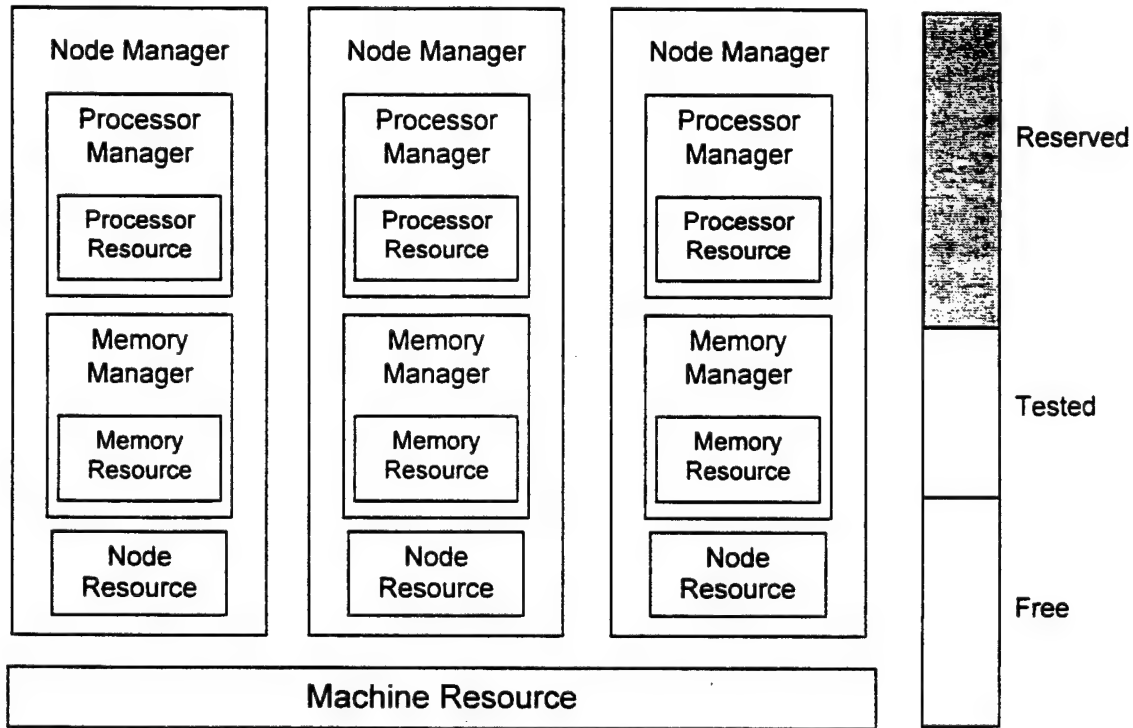 Node Manager
Processor
Manager
Processor
Resource
Memory
Manager
Memory
Resource
Node
Resource
Node Manager
Processor
Manager
Processor
Resource
Memory
Manager
Memory
Resource
Node
Resource
Node Manager
Processor
Manager
Processor
Resource
Memory
Manager
Memory
Resource
Node
Resource
Machine Resource
Reserved
Tested
Free